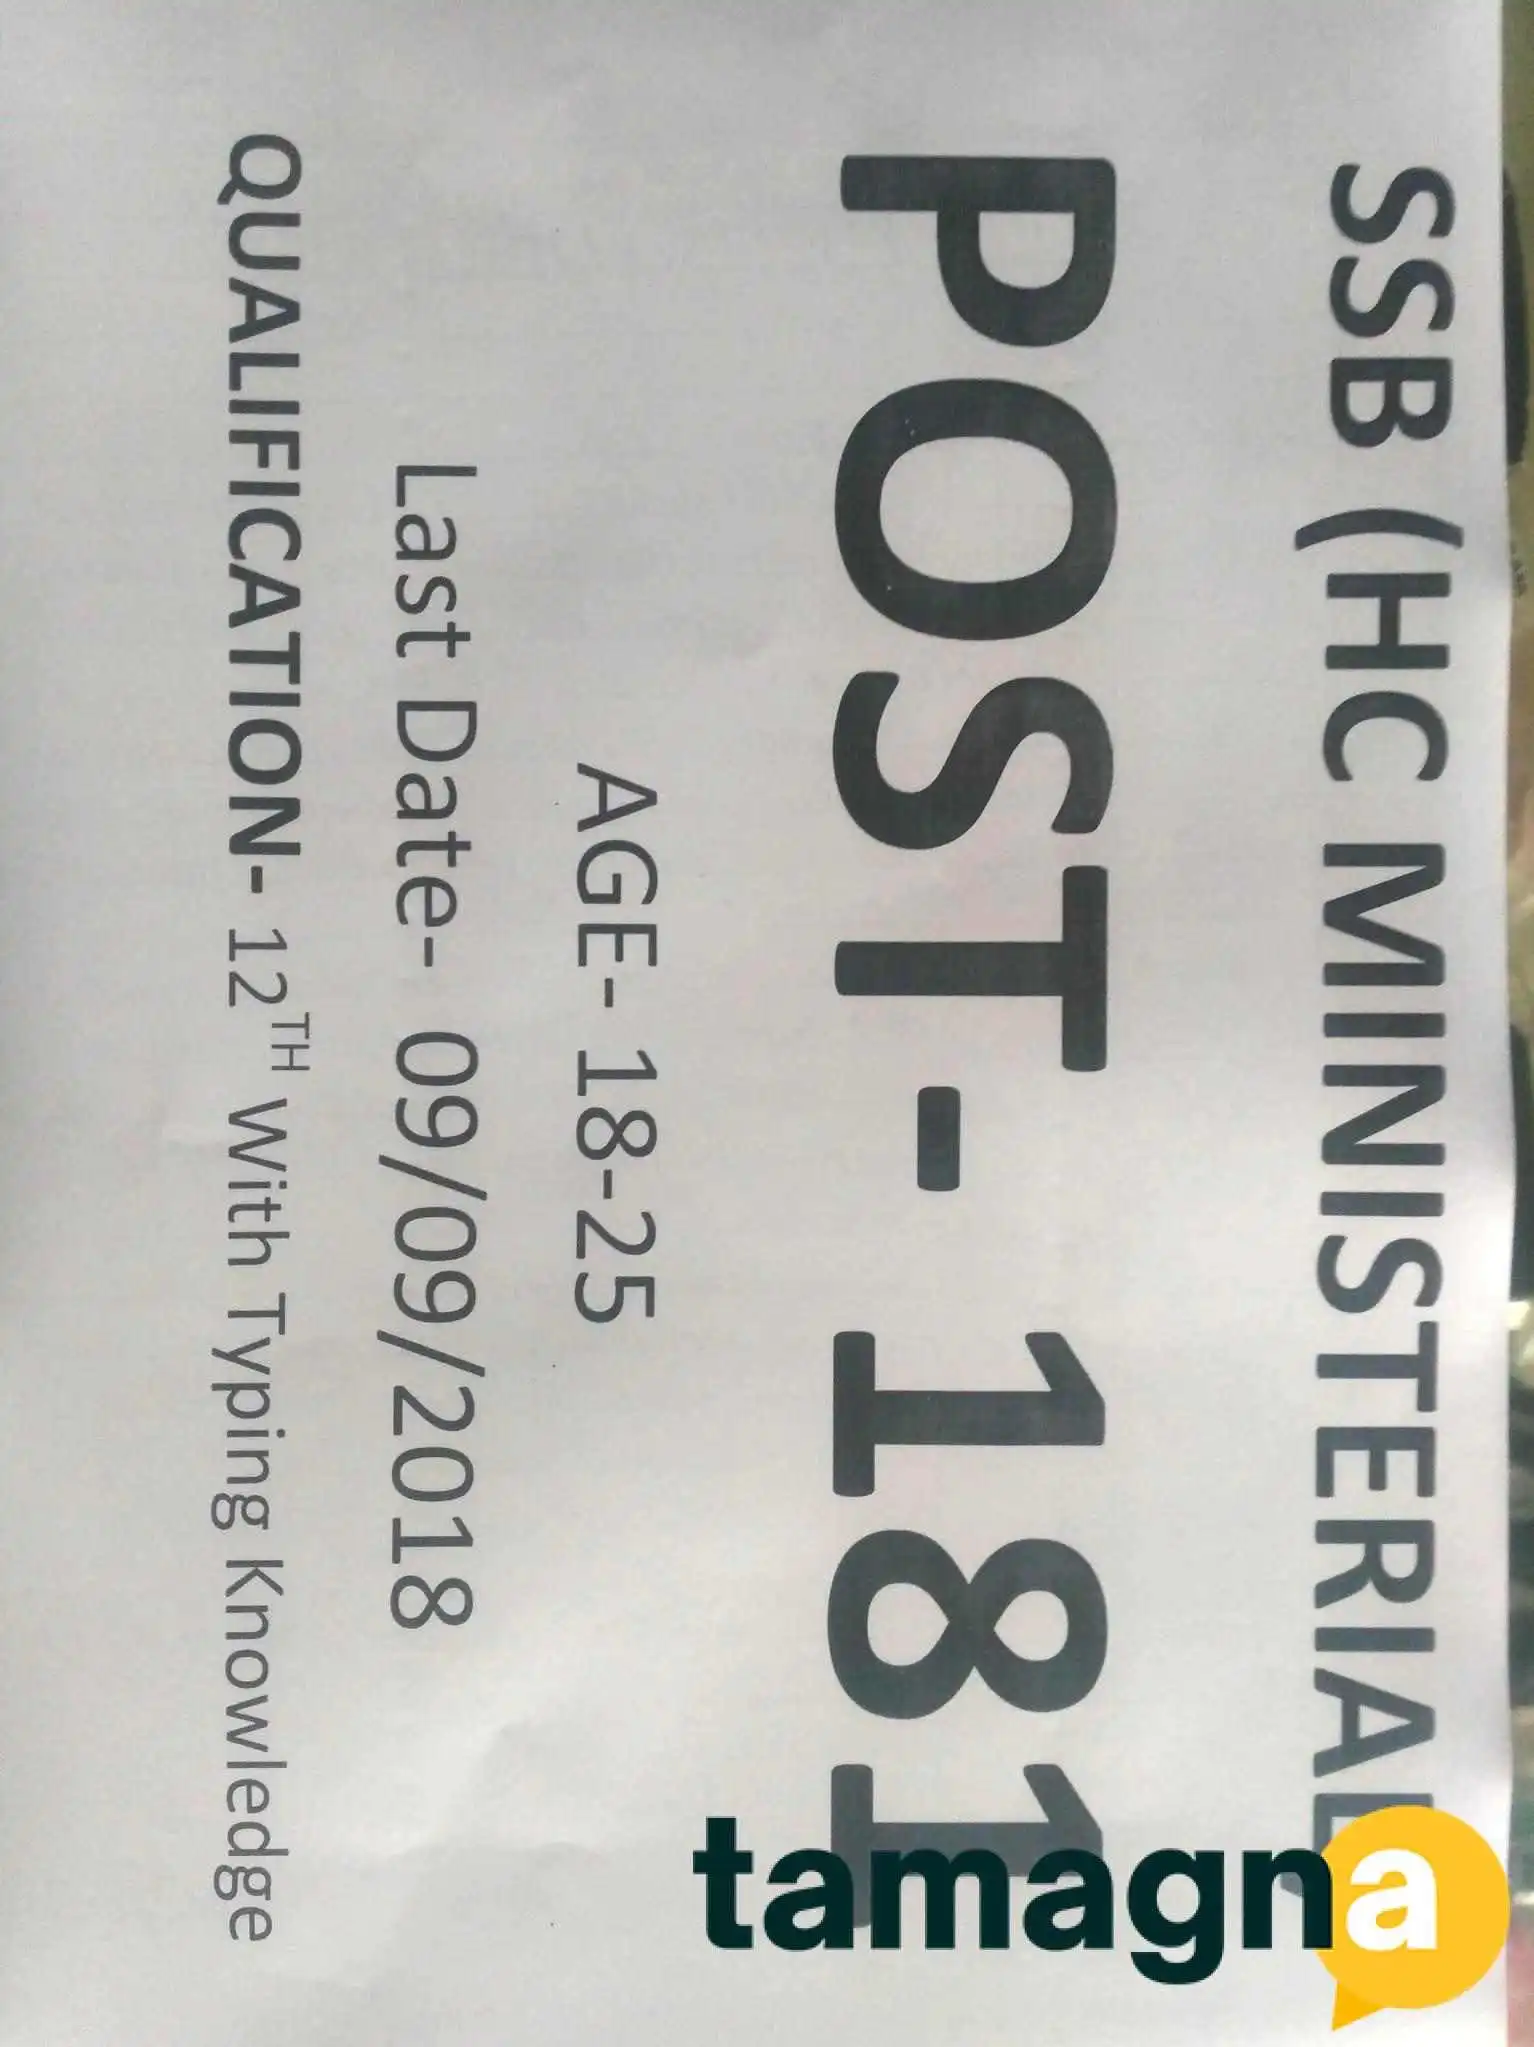 SSB (HC MINISTERIAL
POST- 181
AGE- 18-25
Last Date- 09/09/2018
QUALIFICATION- 12TH With Typing Knowledge
tamagna